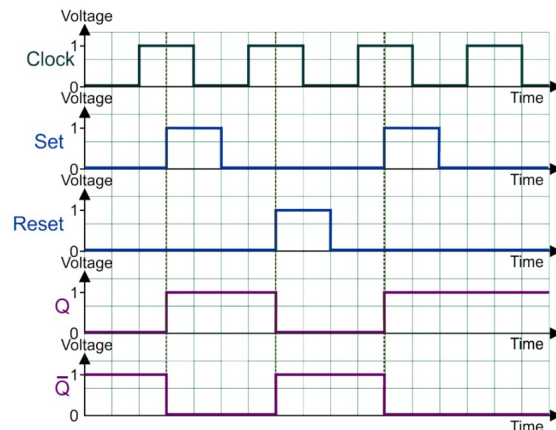 Voltage
Clock
1
0
Time
Voltage
Set
1
0
Time
Voltage
Reset
1
0
Time
Voltage
Q
1
0
Time
Voltage
Q̄
1
0
Time